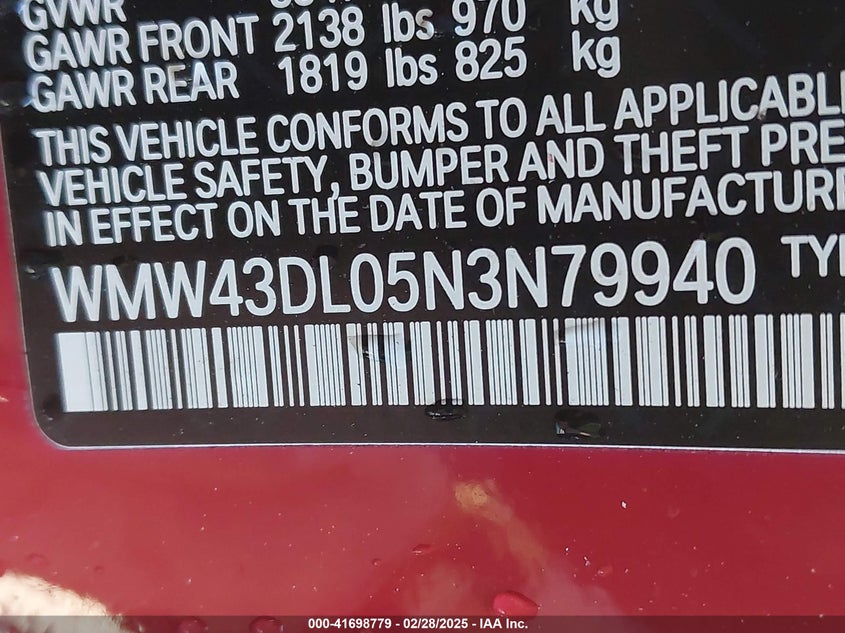 GVWR
GAWR FRONT 2138 lbs 970 kg
GAWR REAR 1819 lbs 825 kg
THIS VEHICLE CONFORMS TO ALL APPLICABL
VEHICLE SAFETY, BUMPER AND THEFT PRE
IN EFFECT ON THE DATE OF MANUFACTURE
WMW43DL05N3N79940 TYP
000-41698779 – 02/28/2025 – IAA Inc.